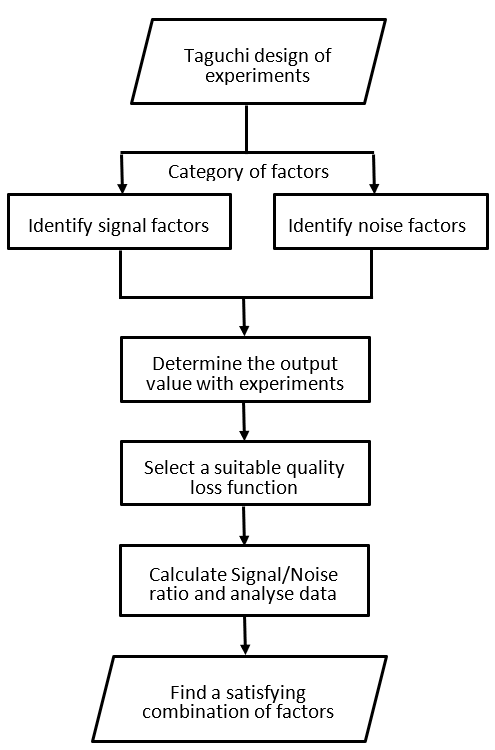 Taguchi design of
experiments
Category of factors
Identify signal factors
Identify noise factors
Determine the output
value with experiments
Select a suitable quality
loss function
Calculate Signal/Noise
ratio and analyse data
Find a satisfying
combination of factors